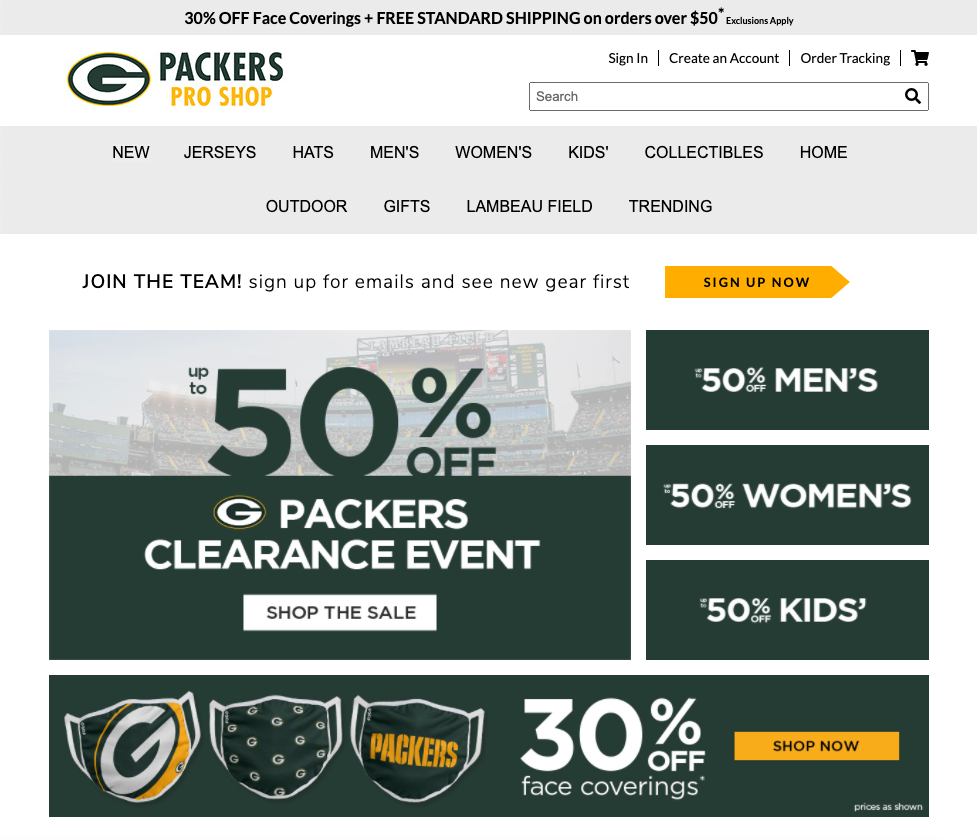 30% OFF Face Coverings + FREE STANDARD SHIPPING on orders over $50* Exclusions Apply
G PACKERS
PRO SHOP
Sign In | Create an Account | Order Tracking
Search
NEW JERSEYS HATS MEN'S WOMEN'S KIDS' COLLECTIBLES HOME
OUTDOOR GIFTS LAMBEAU FIELD TRENDING
JOIN THE TEAM! sign up for emails and see new gear first SIGN UP NOW
up to 50% OFF
G PACKERS
CLEARANCE EVENT
SHOP THE SALE
up to 50% OFF MEN'S
up to 50% OFF WOMEN'S
up to 50% OFF KIDS'
G
G G G G G G G G G
PACKERS
30% OFF
face coverings*
SHOP NOW
prices as shown